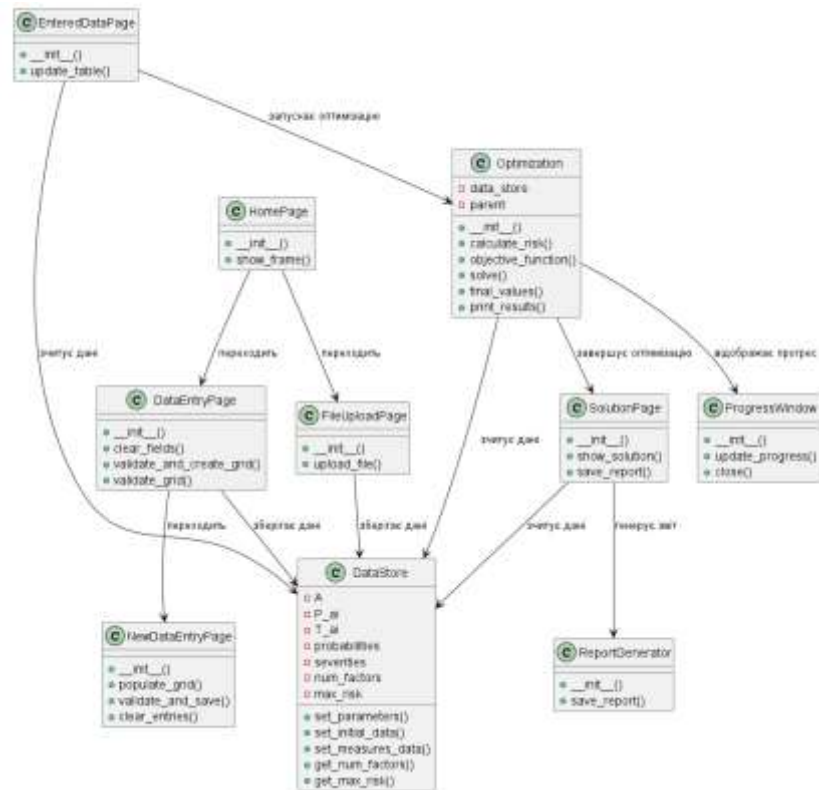 EnteredDataPage
__init__()
update_table()
запускає оптимізацію
Optimization
data_store
parent
__init__()
calculate_risk()
objective_function()
solve()
final_values()
print_results()
HomePage
__init__()
show_frame()
зчитує дані
переходить
переходить
завершує оптимізацію
відображає прогрес
DataEntryPage
__init__()
clear_fields()
validate_and_create_grid()
validate_grid()
FileUploadPage
__init__()
upload_file()
зчитує дані
SolutionPage
__init__()
show_solution()
save_report()
ProgressWindow
__init__()
update_progress()
close()
переходить
зберігає дані
зберігає дані
зчитує дані
генерує звіт
DataStore
A
probabilities
severities
num_factors
max_risk
set_parameters()
set_initial_data()
set_measures_data()
get_num_factors()
get_max_risk()
NewDataEntryPage
__init__()
populate_grid()
validate_and_save()
clear_entries()
ReportGenerator
__init__()
save_report()